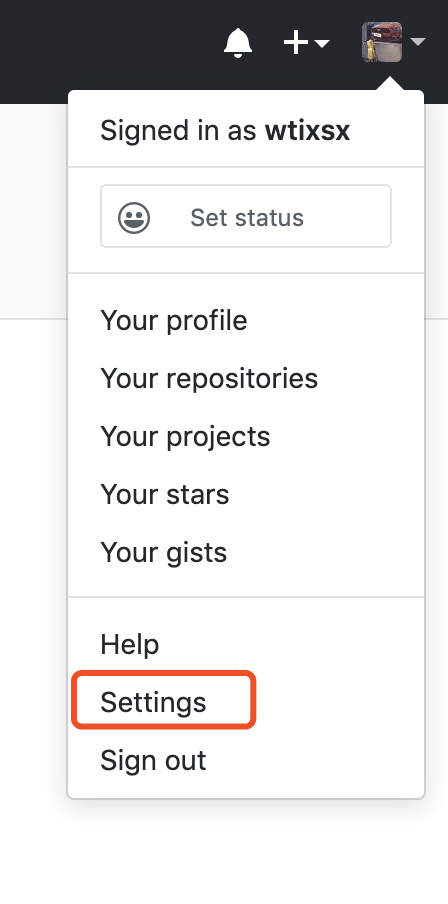 Signed in as wtixsx
Set status
Your profile
Your repositories
Your projects
Your stars
Your gists
Help
Settings
Sign out